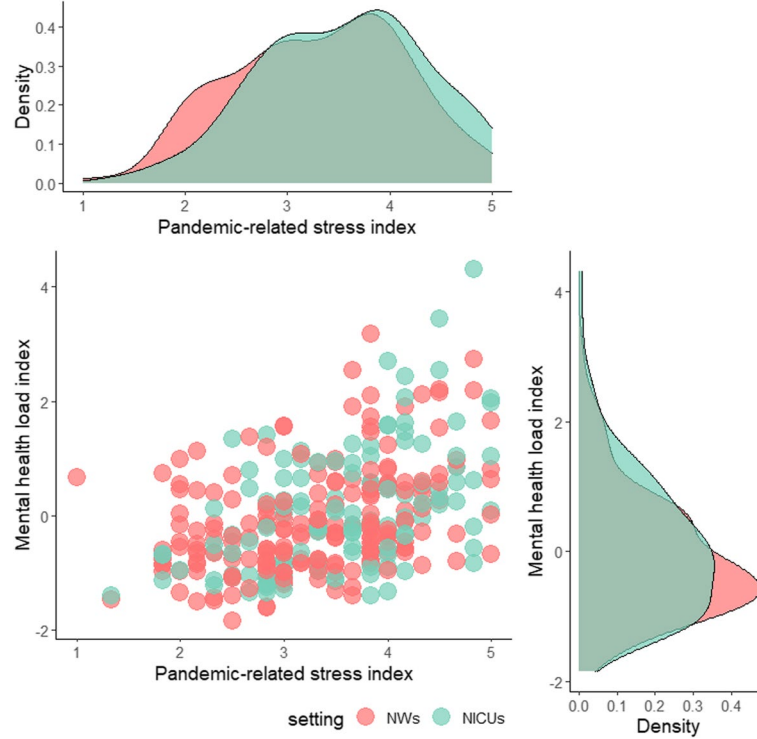 0.4
0.3
0.2
0.1
0.0
Density
1 2 3 4 5
Pandemic-related stress index
4
2
0
-2
Mental health load index
1 2 3 4 5
Pandemic-related stress index
4
2
0
-2
Mental health load index
0.0 0.1 0.2 0.3 0.4
Density
setting NWs NICUs